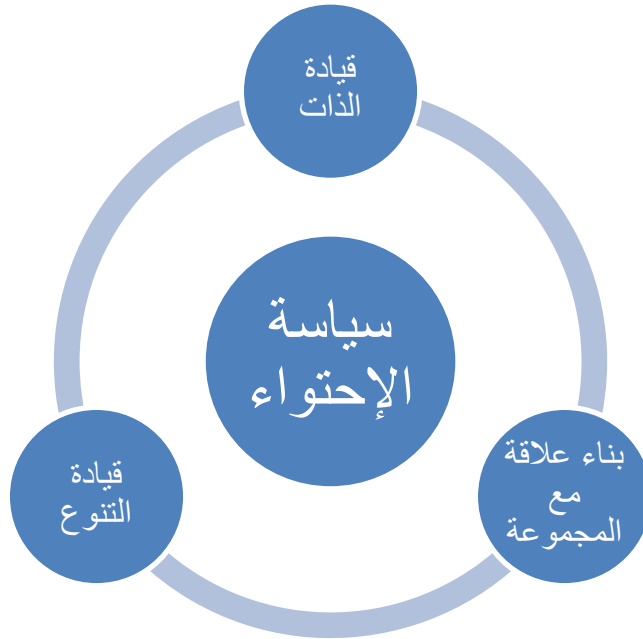 قيادة
الذات
سياسة
الإحتواء
بناء علاقة
مع
المجموعة
قيادة
التنوع